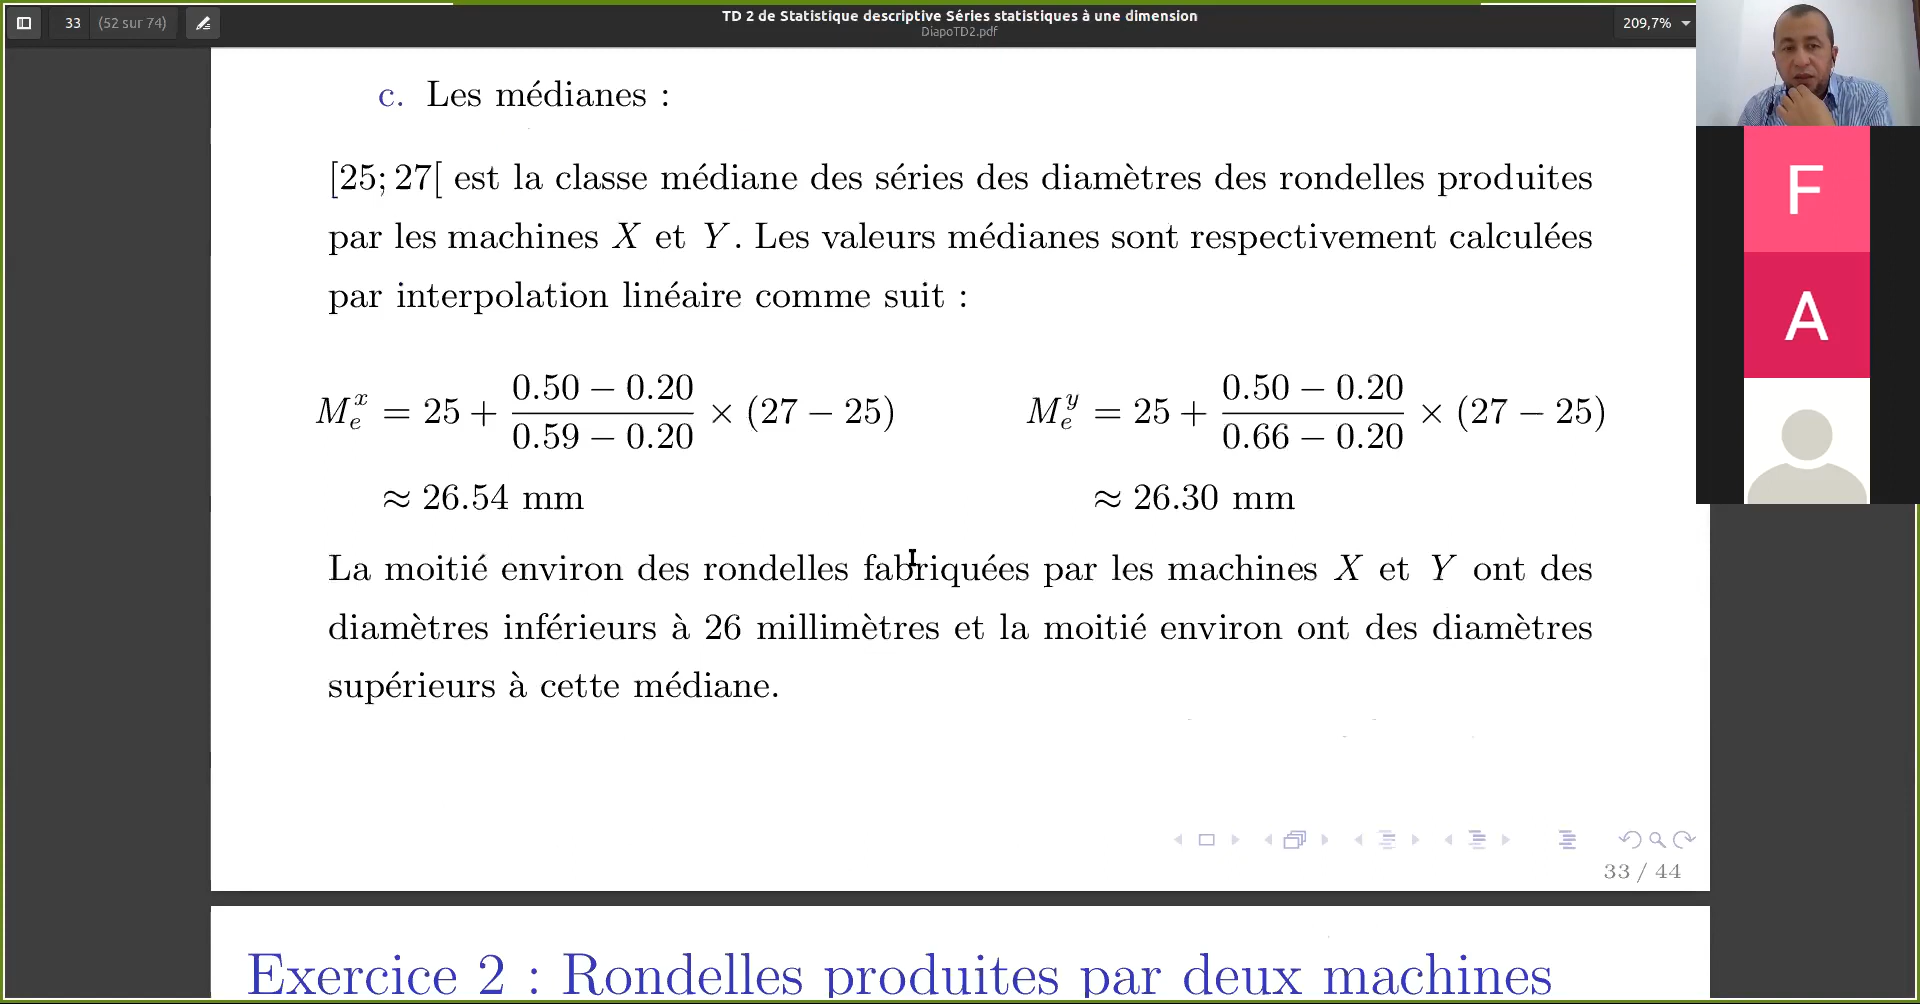 33 (52 sur 74)
TD 2 de Statistique descriptive Séries statistiques à une dimension
DiapoTD2.pdf
209,7%
c. Les médianes :
[25; 27[ est la classe médiane des séries des diamètres des rondelles produites
par les machines X et Y. Les valeurs médianes sont respectivement calculées
par interpolation linéaire comme suit :
M_e^x = 25 + \frac{0.50 − 0.20}{0.59 − 0.20} × (27 − 25)
≈ 26.54 mm
M_e^y = 25 + \frac{0.50 − 0.20}{0.66 − 0.20} × (27 − 25)
≈ 26.30 mm
La moitié environ des rondelles fabriquées par les machines X et Y ont des
diamètres inférieurs à 26 millimètres et la moitié environ ont des diamètres
supérieurs à cette médiane.
33 / 44
Exercice 2 : Rondelles produites par deux machines
F
A